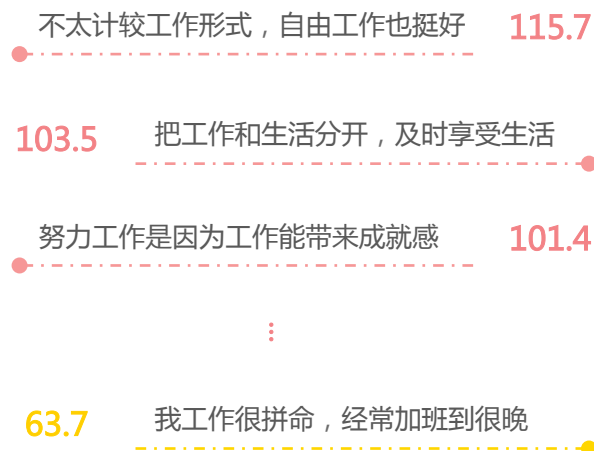 不太计较工作形式，自由工作也挺好 115.7
103.5 把工作和生活分开，及时享受生活
努力工作是因为工作能带来成就感 101.4
63.7 我工作很拼命，经常加班到很晚